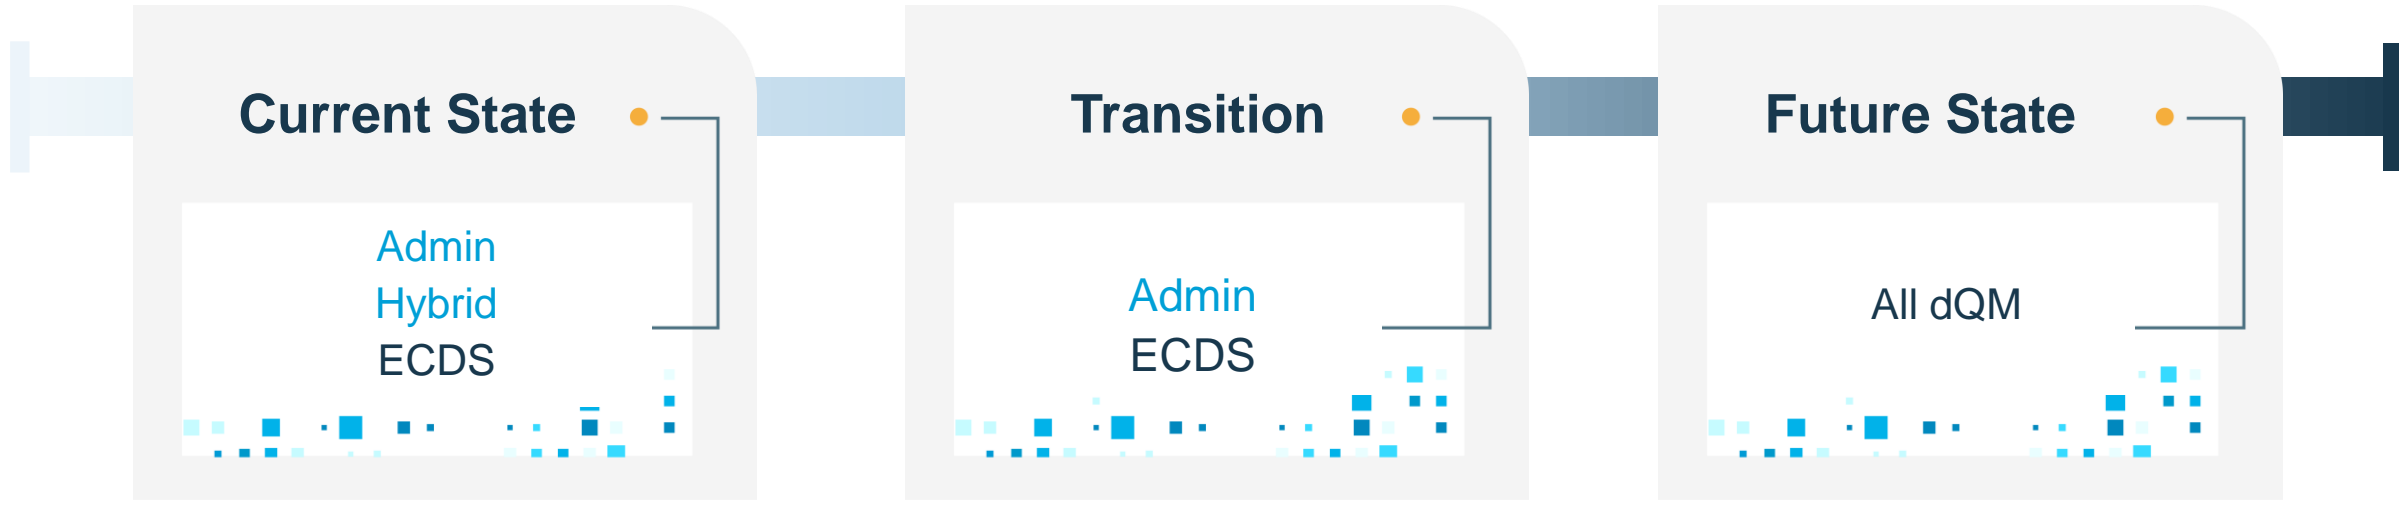 Current State
Admin
Hybrid
ECDS
Transition
Admin
ECDS
Future State
All dQM